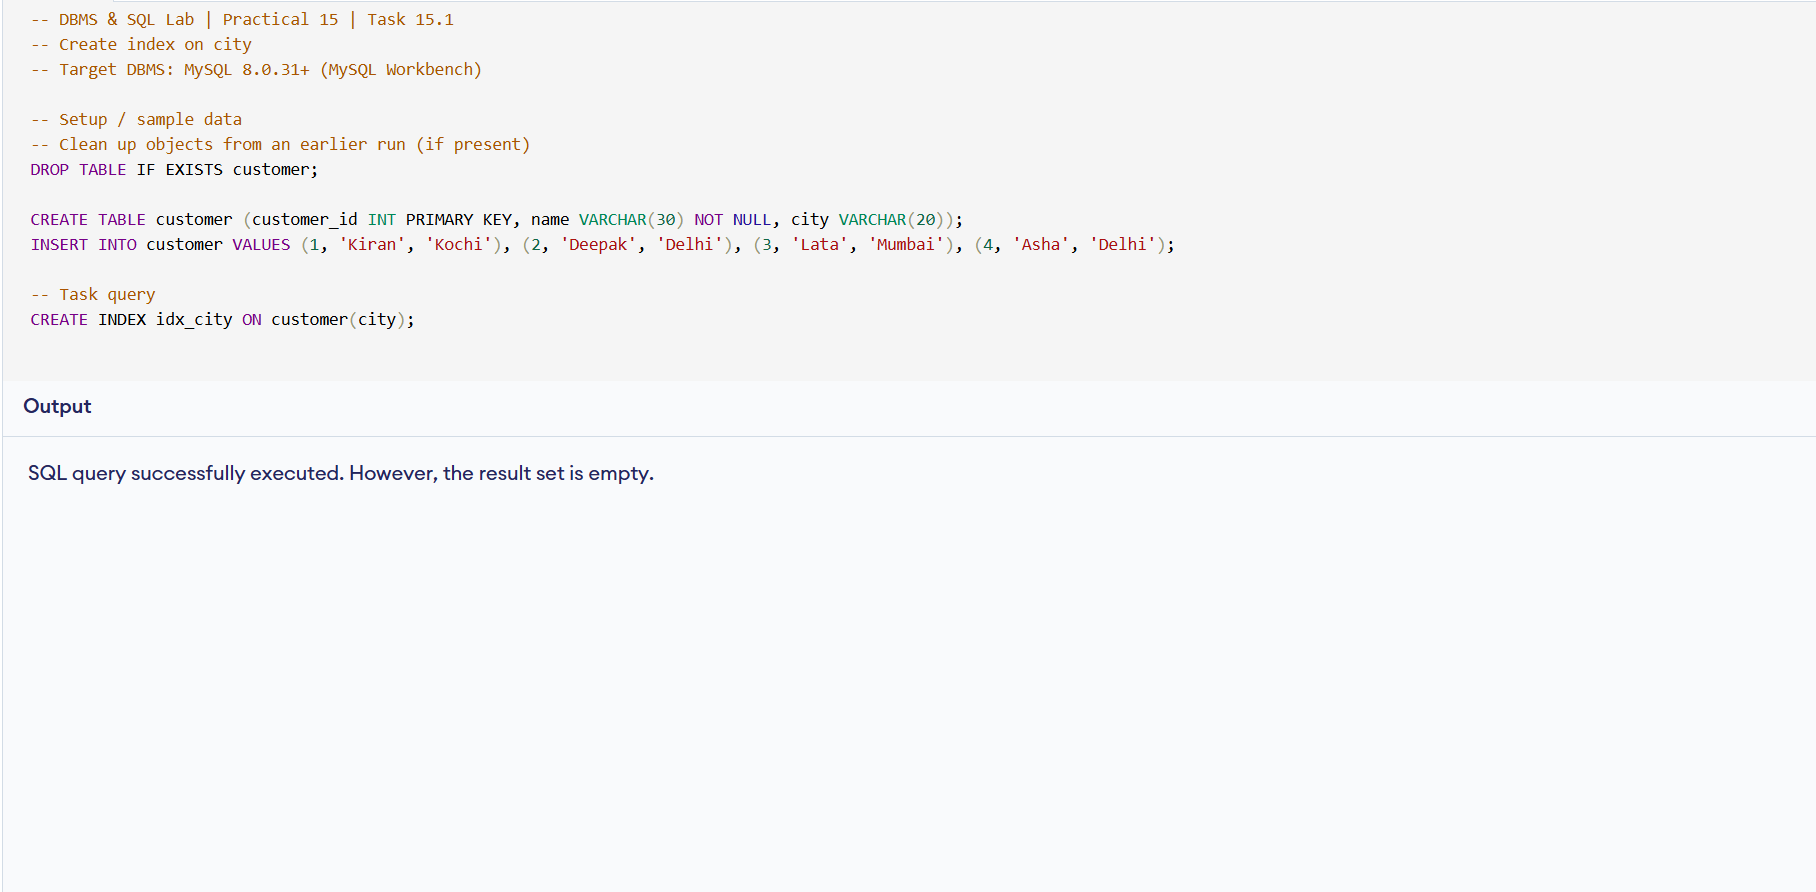 -- DBMS & SQL Lab | Practical 15 | Task 15.1
-- Create index on city
-- Target DBMS: MySQL 8.0.31+ (MySQL Workbench)
-- Setup / sample data
-- Clean up objects from an earlier run (if present)
DROP TABLE IF EXISTS customer;
CREATE TABLE customer (customer_id INT PRIMARY KEY, name VARCHAR(30) NOT NULL, city VARCHAR(20));
INSERT INTO customer VALUES (1, 'Kiran', 'Kochi'), (2, 'Deepak', 'Delhi'), (3, 'Lata', 'Mumbai'), (4, 'Asha', 'Delhi');
-- Task query
CREATE INDEX idx_city ON customer(city);
Output
SQL query successfully executed. However, the result set is empty.